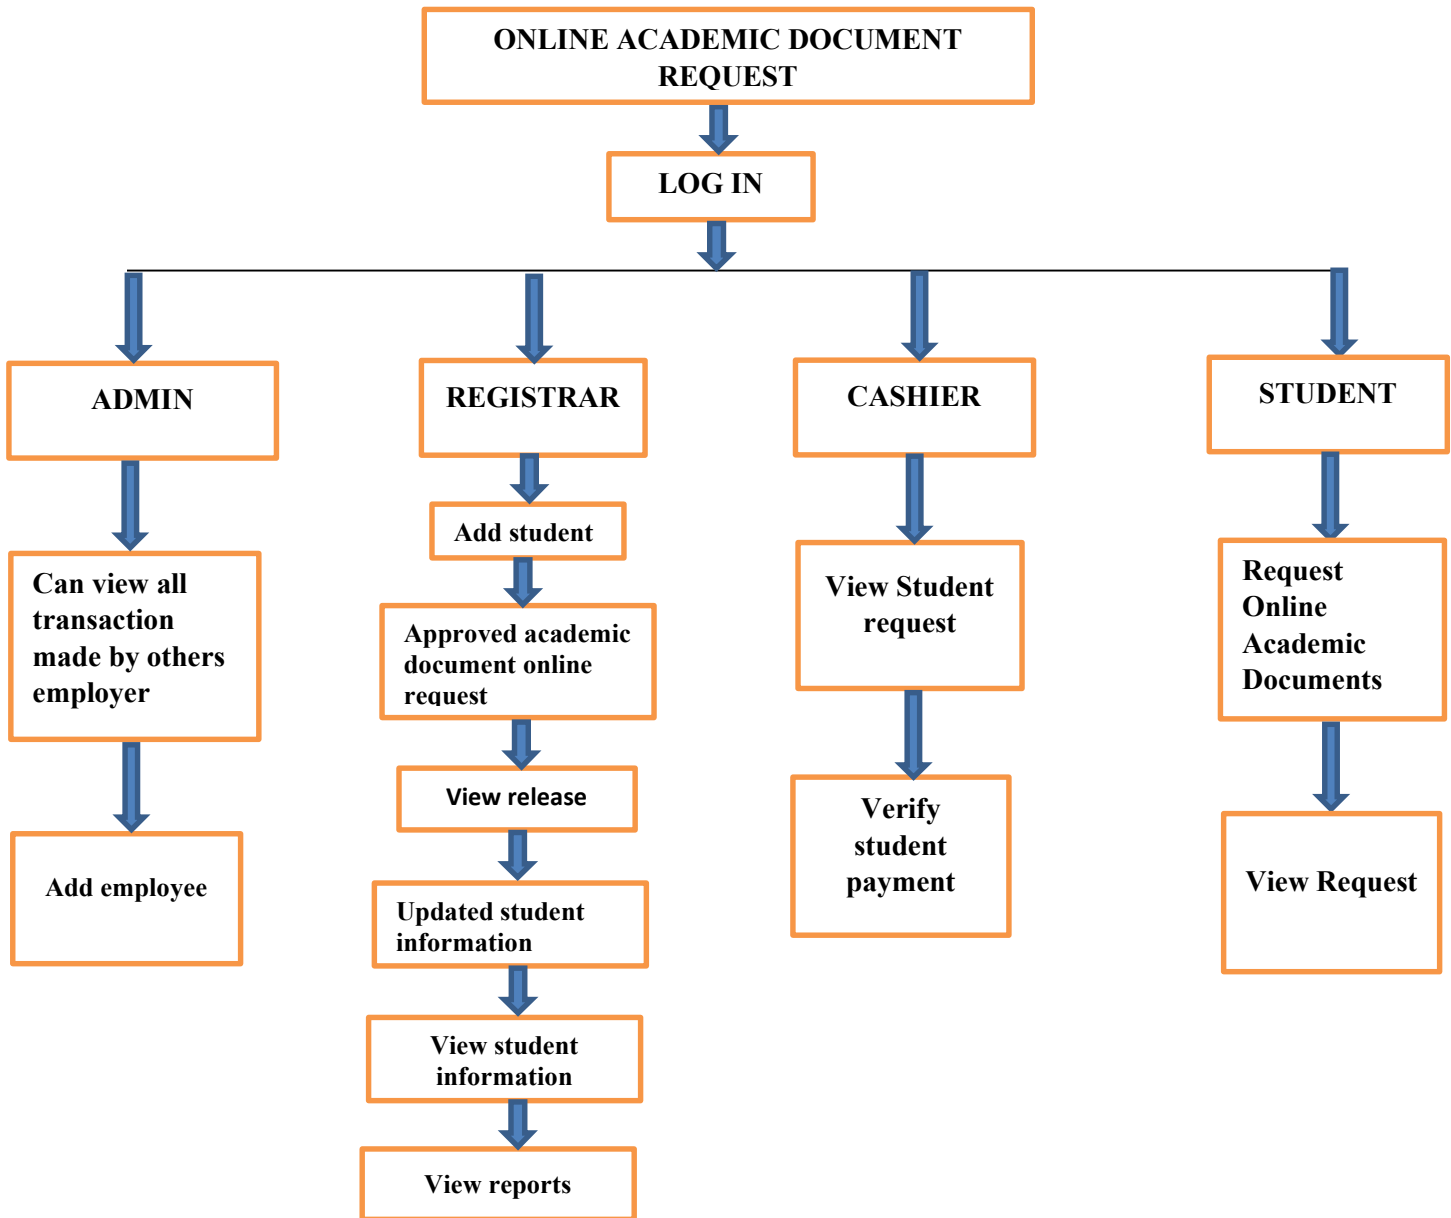 ONLINE ACADEMIC DOCUMENT
REQUEST
LOG IN
ADMIN
REGISTRAR
CASHIER
STUDENT
Can view all
transaction
made by others
employer
Add employee
Add student
Approved academic
document online
request
View release
Updated student
information
View student
information
View reports
View Student
request
Verify
student
payment
Request
Online
Academic
Documents
View Request